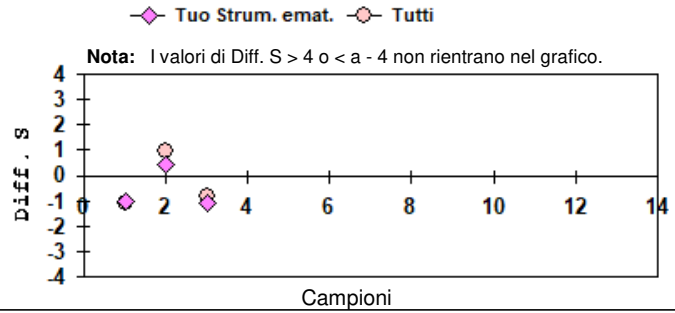 Tuo Strum. emat. Tutti
Nota: I valori di Diff. S > 4 o < a - 4 non rientrano nel grafico.
Diff. S
4
3
2
1
0
-1
-2
-3
-4
0 2 4 6 8 10 12 14
Campioni